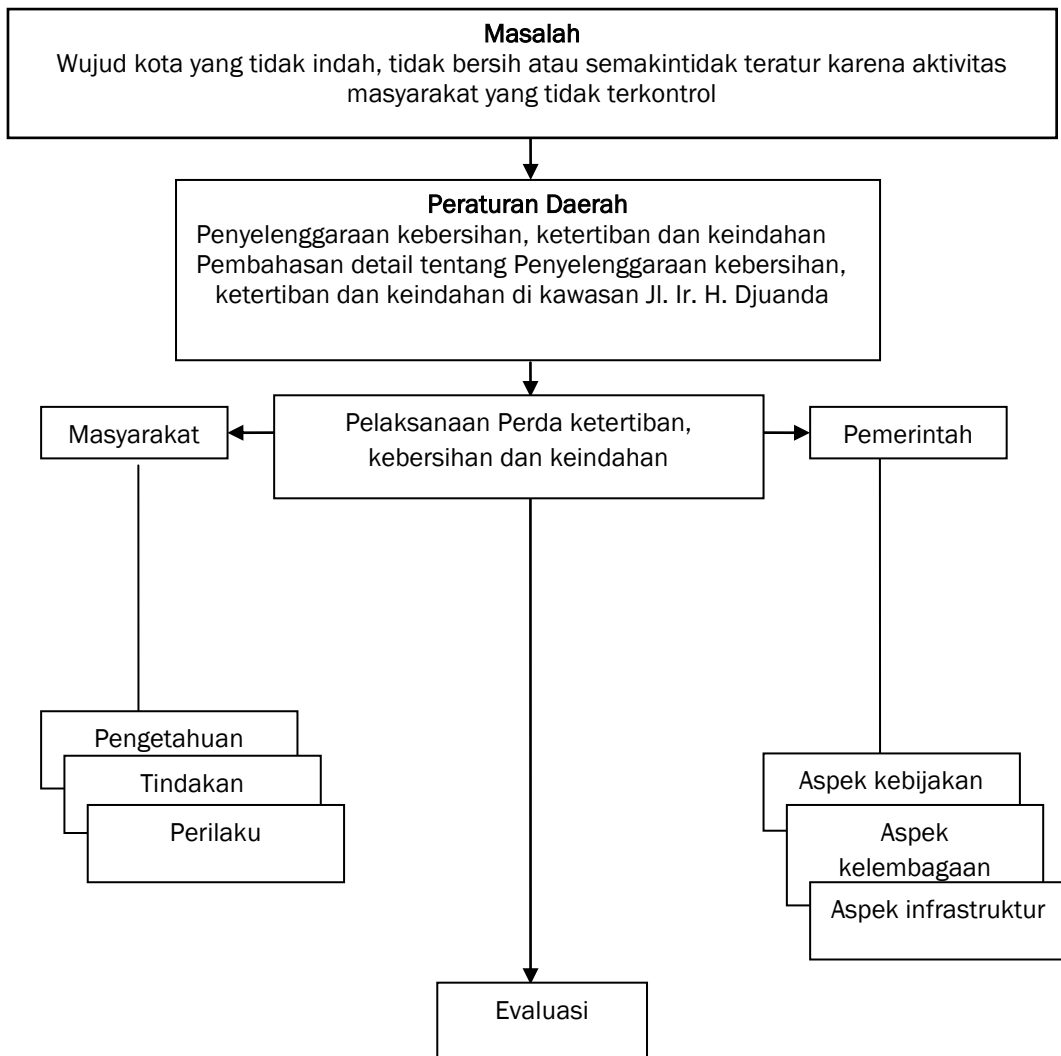 Masalah
Wujud kota yang tidak indah, tidak bersih atau semakintidak teratur karena aktivitas
masyarakat yang tidak terkontrol
Peraturan Daerah
Penyelenggaraan kebersihan, ketertiban dan keindahan
Pembahasan detail tentang Penyelenggaraan kebersihan,
ketertiban dan keindahan di kawasan Jl. Ir. H. Djuanda
Masyarakat
Pelaksanaan Perda ketertiban,
kebersihan dan keindahan
Pemerintah
Pengetahuan
Tindakan
Perilaku
Aspek kebijakan
Aspek
kelembagaan
Aspek infrastruktur
Evaluasi